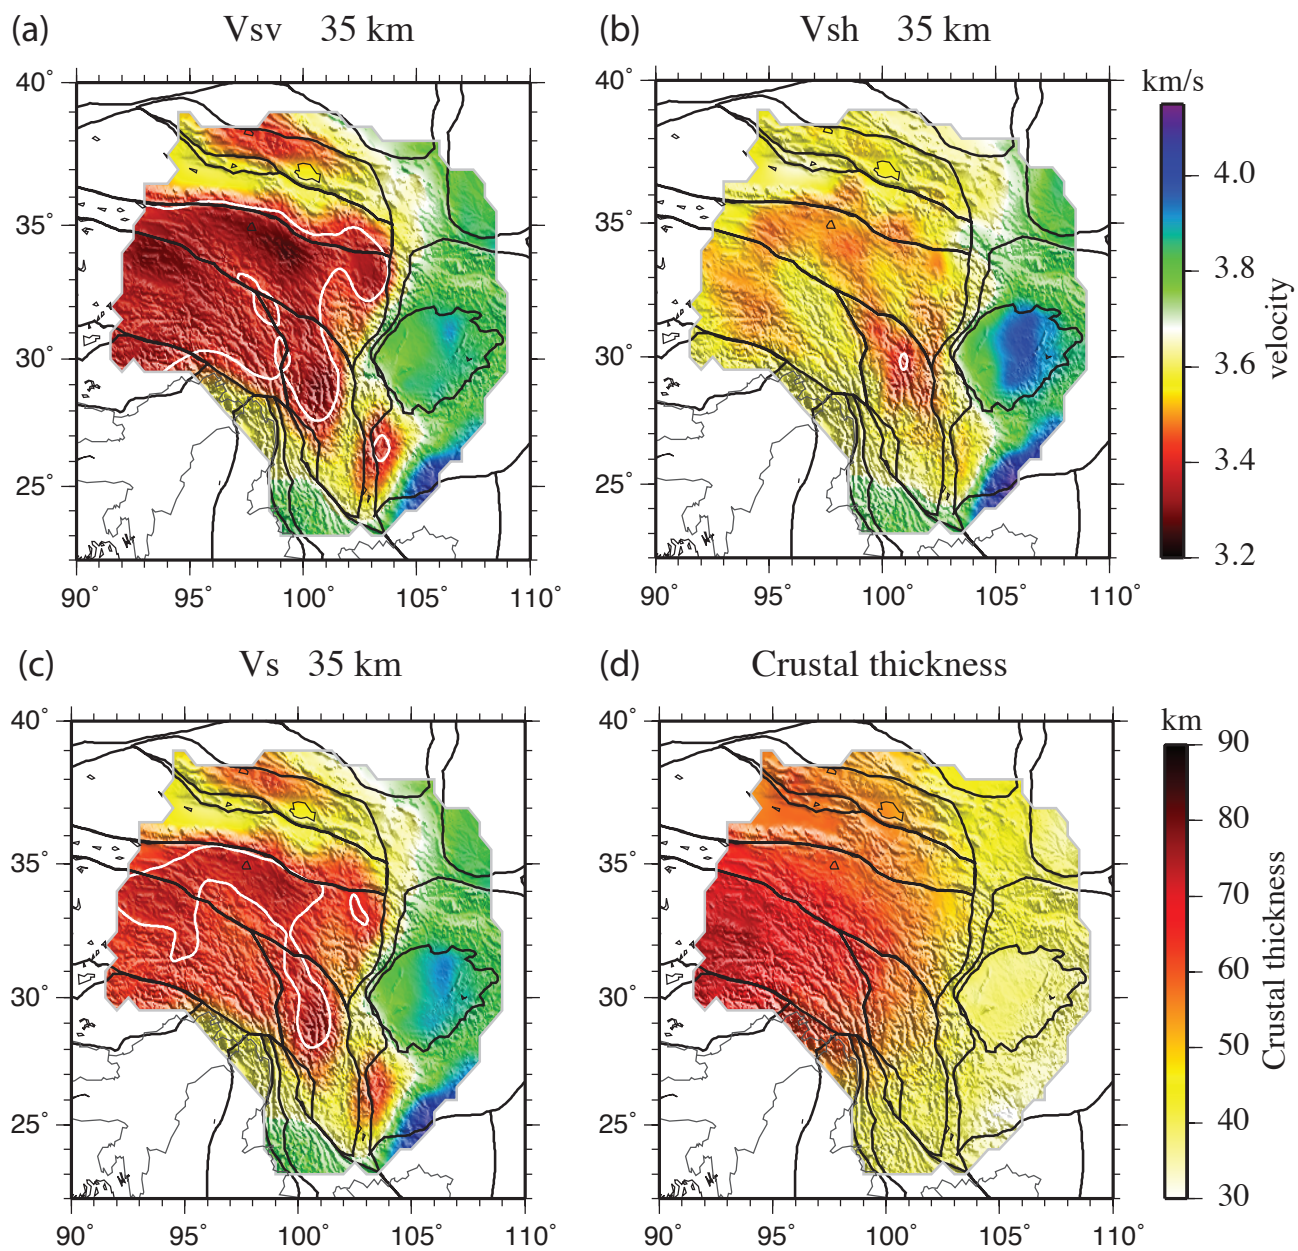 (a) Vsv 35 km
(b) Vsh 35 km
km/s
40°
35°
30°
25°
90° 95° 100° 105° 110°
40°
35°
30°
25°
90° 95° 100° 105° 110°
4.0
3.8
3.6
3.4
3.2
velocity
(c) Vs 35 km
(d) Crustal thickness
km
40°
35°
30°
25°
90° 95° 100° 105° 110°
40°
35°
30°
25°
90° 95° 100° 105° 110°
90
80
70
60
50
40
30
Crustal thickness